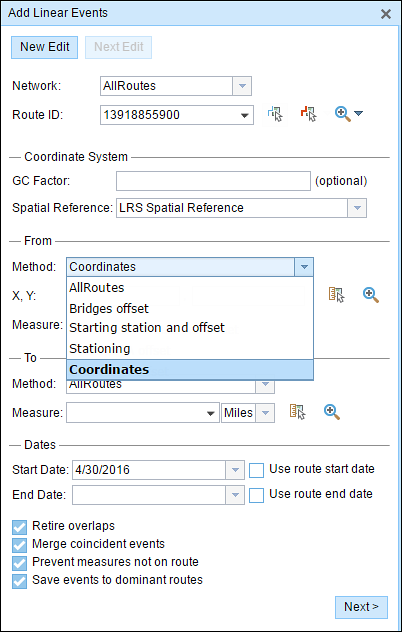 Add Linear Events
New Edit Next Edit
Network: AllRoutes
Route ID: 13918855900
Coordinate System
GC Factor: (optional)
Spatial Reference: LRS Spatial Reference
From
Method: Coordinates
AllRoutes
X, Y:
Bridges offset
Measure: Starting station and offset
Stationing
To
Coordinates
Method: AllRoutes
Measure: Miles
Dates
Start Date: 4/30/2016 Use route start date
End Date: Use route end date
Retire overlaps
Merge coincident events
Prevent measures not on route
Save events to dominant routes
Next >